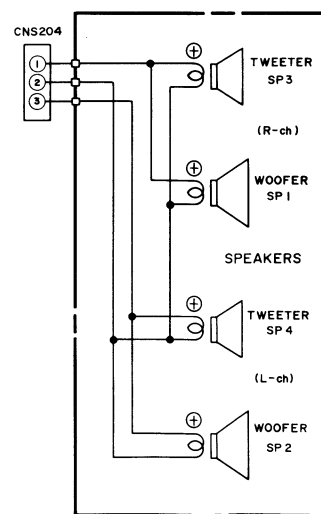 CNS204
1
2
3
+
TWEETER
SP3
(R-ch)
+
WOOFER
SP1
SPEAKERS
+
TWEETER
SP4
(L-ch)
+
WOOFER
SP2